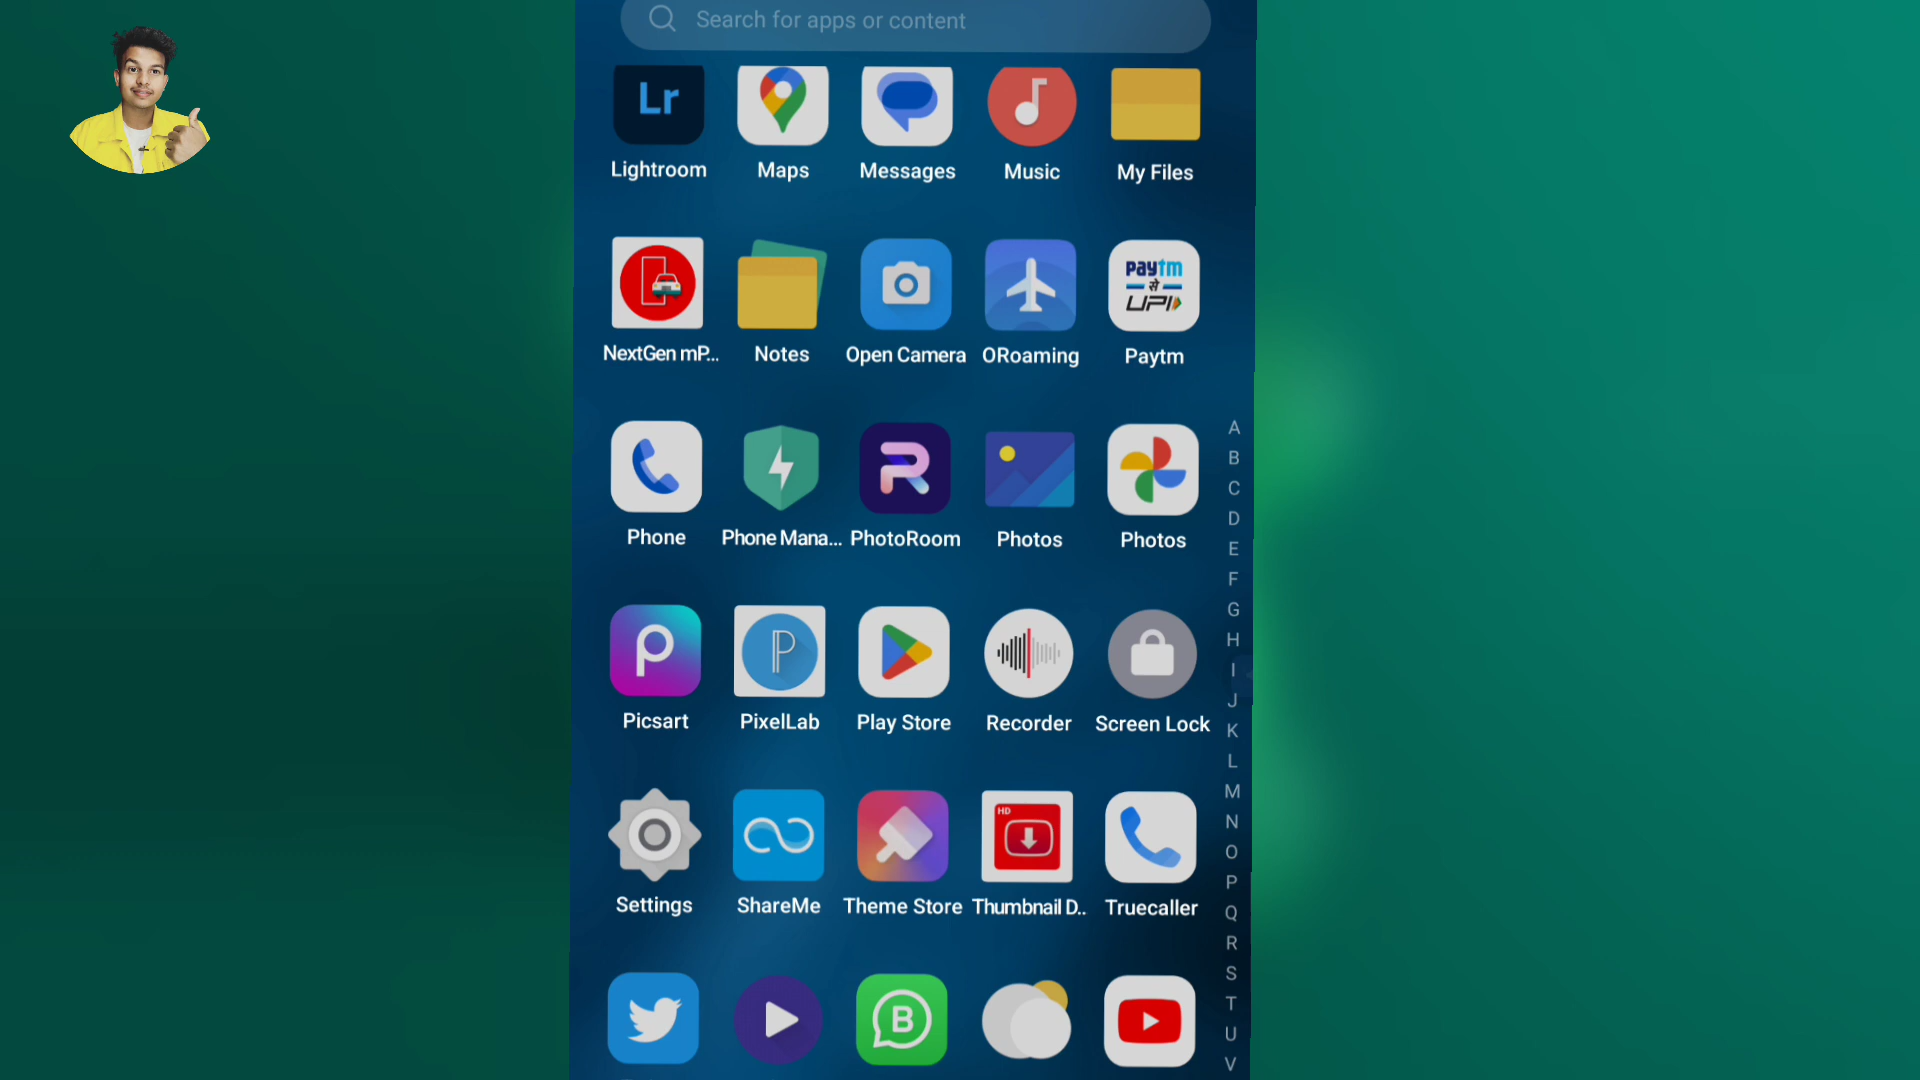 Search for apps or content
Lr
Lightroom
Maps
Messages
Music
My Files
NextGen mP...
Notes
Open Camera
ORoaming
paytm
से
UPI
Paytm
Phone
Phone Mana...
PhotoRoom
Photos
Photos
Picsart
PixelLab
Play Store
Recorder
Screen Lock
Settings
ShareMe
Theme Store
HD
Thumbnail D..
Truecaller
B
A
B
C
D
E
F
G
H
I
J
K
L
M
N
O
P
Q
R
S
T
U
V